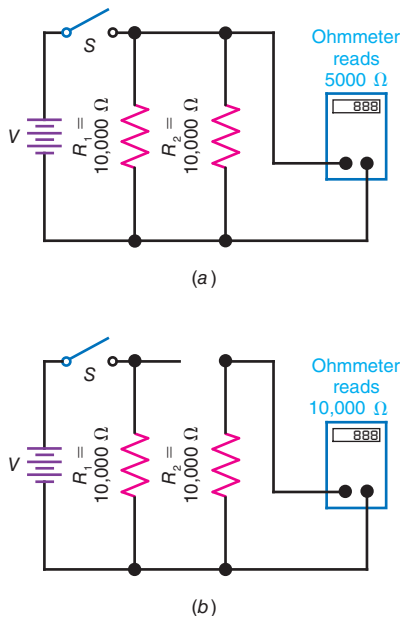 Ohmmeter
reads
5000 Ω
888
S
V
R1 =
10,000 Ω
R2 =
10,000 Ω
(a)
Ohmmeter
reads
10,000 Ω
888
S
V
R1 =
10,000 Ω
R2 =
10,000 Ω
(b)